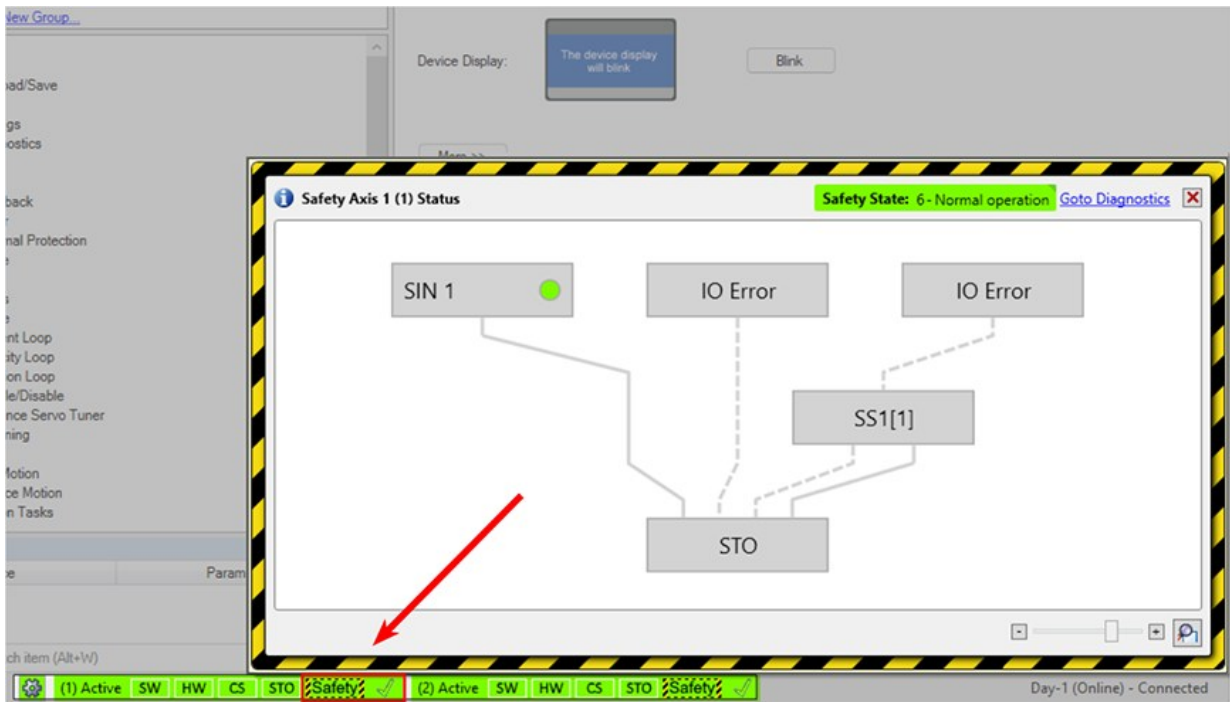 New Group...
Device Display:
The device display
will blink
Blink
oad/Save
gs
ostics
More >>
back
mal Protection
nt Loop
ity Loop
on Loop
le/Disable
nce Servo Tuner
ning
Motion
ce Motion
n Tasks
Param
ch item (Alt+W)
Safety Axis 1 (1) Status
Safety State: 6 - Normal operation
Goto Diagnostics
SIN 1
IO Error
IO Error
SS1[1]
STO
(1) Active SW HW CS STO Safety (2) Active SW HW CS STO Safety
Day-1 (Online) - Connected